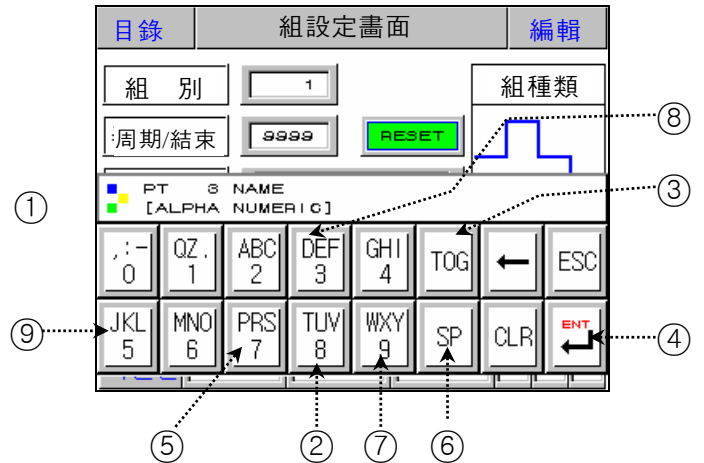 目錄 組設定畫面 編輯
組 別 1 組種類
周期/結束 9999 RESET
⑧
③
PT 3 NAME
[ALPHA NUMERIC]
①
,:- QZ. ABC DEF GHI TOG ← ESC
0 1 2 3 4
JKL MNO PRS TUV WXY SP CLR ENT
5 6 7 8 9
⑨ ④
⑤ ② ⑦ ⑥